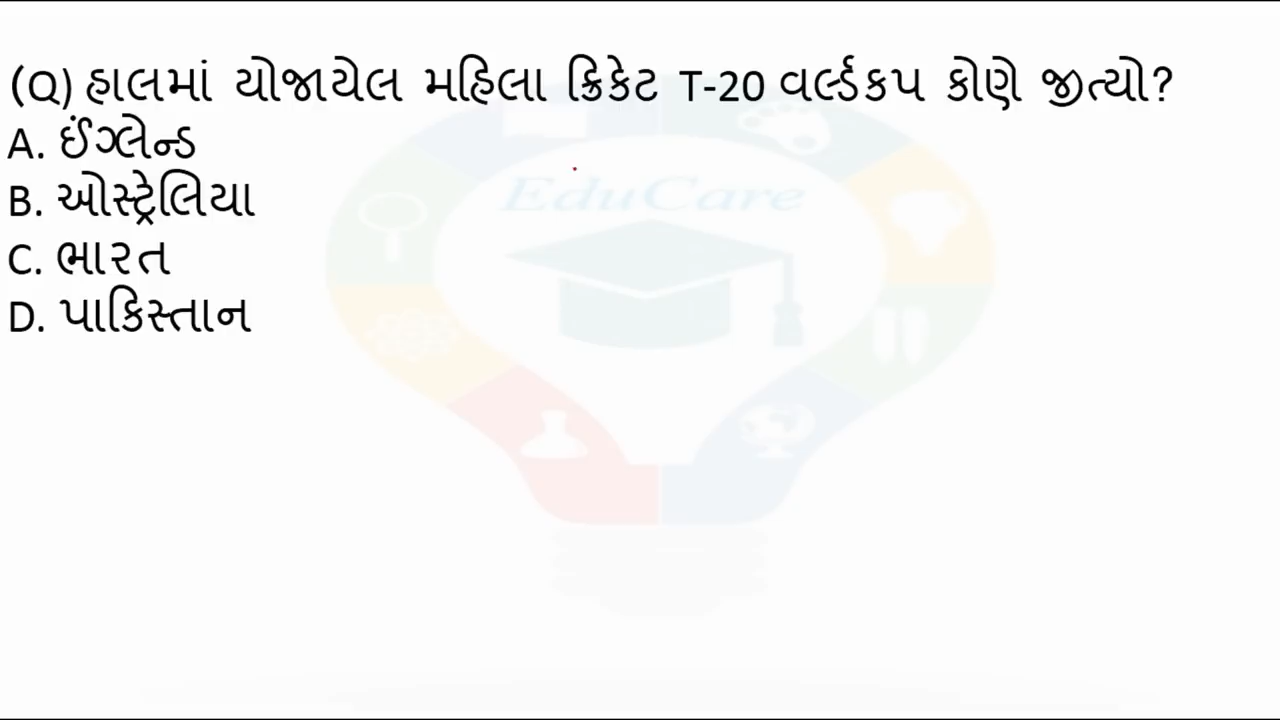 (Q) હાલમાં યોજાયેલ મહિલા ક્રિકેટ T-20 વર્લ્ડકપ કોણે જીત્યો?
A. ઈંગ્લેન્ડ
B. ઓસ્ટ્રેલિયા
C. ભારત
D. પાકિસ્તાન
EduCare